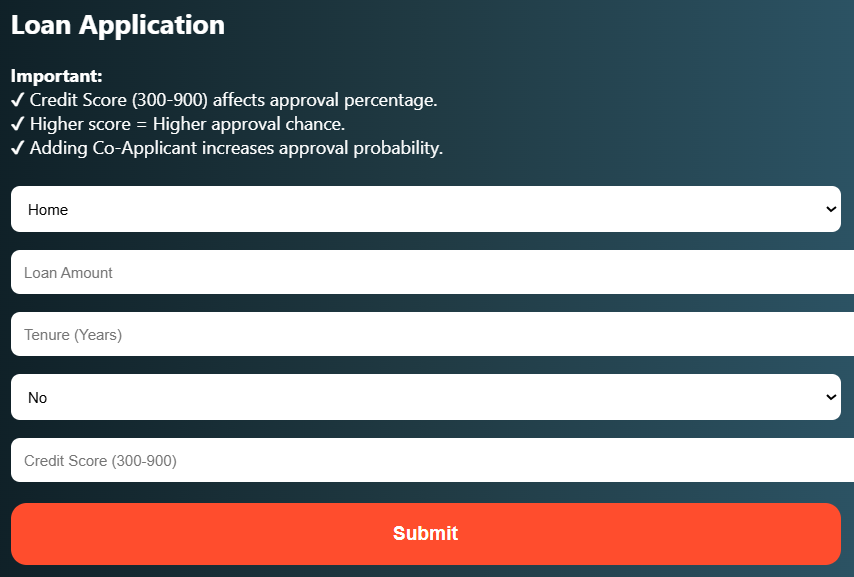 Loan Application
Important:
✔ Credit Score (300-900) affects approval percentage.
✔ Higher score = Higher approval chance.
✔ Adding Co-Applicant increases approval probability.
Home
Loan Amount
Tenure (Years)
No
Credit Score (300-900)
Submit